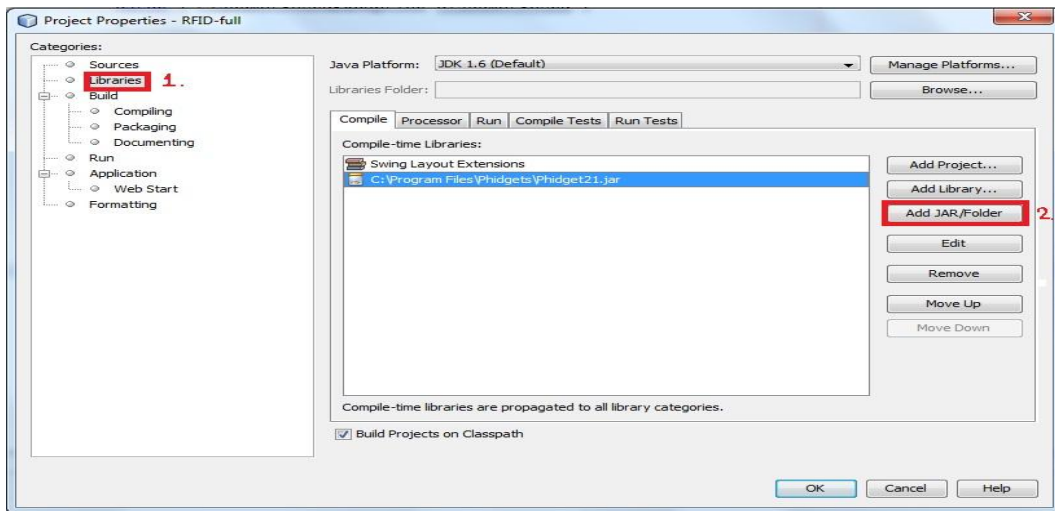 Project Properties - RFID-full
Categories:
Sources
Libraries 1.
Build
Compiling
Packaging
Documenting
Run
Application
Web Start
Formatting
Java Platform: JDK 1.6 (Default) Manage Platforms...
Libraries Folder: Browse...
Compile Processor Run Compile Tests Run Tests
Compile-time Libraries:
Swing Layout Extensions
C:\Program Files\Phidgets\Phidget21.jar
Add Project...
Add Library...
Add JAR/Folder 2.
Edit
Remove
Move Up
Move Down
Compile-time libraries are propagated to all library categories.
Build Projects on Classpath
OK Cancel Help